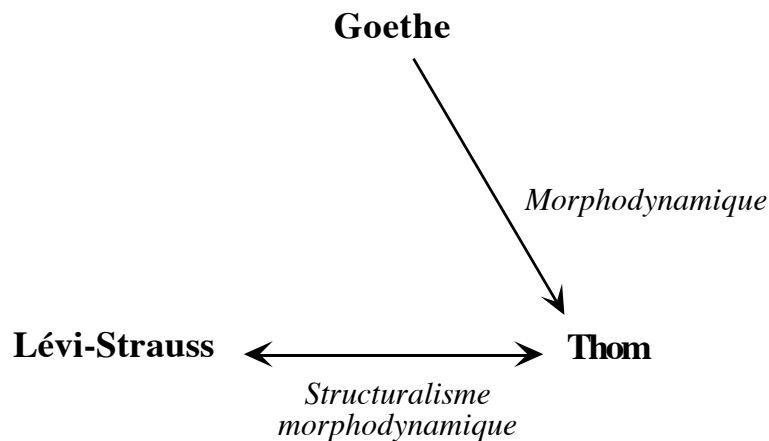 Goethe
Morphodynamique
Lévi-Strauss
Thom
Structuralisme
morphodynamique